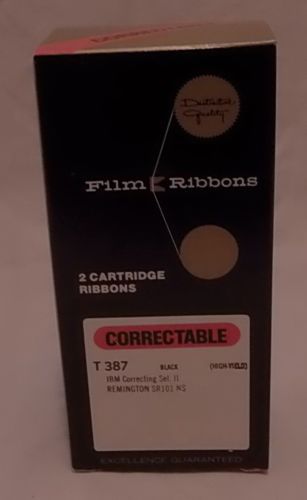 CORRECTABLE
Distinctive
Quality
Film Ribbons
2 CARTRIDGE
RIBBONS
CORRECTABLE
T 387 BLACK (HIGH-YIELD)
IBM Correcting Sel. II
REMINGTON SR101 NS
EXCELLENCE GUARANTEED